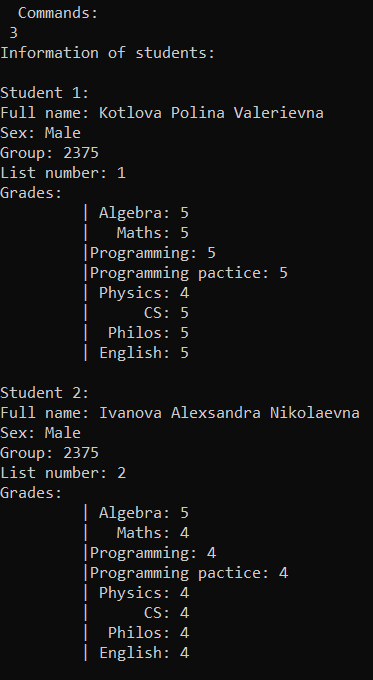 Commands:
3
Information of students:
Student 1:
Full name: Kotlova Polina Valerievna
Sex: Male
Group: 2375
List number: 1
Grades:
| Algebra: 5
| Maths: 5
|Programming: 5
|Programming pactice: 5
| Physics: 4
| CS: 5
| Philos: 5
| English: 5
Student 2:
Full name: Ivanova Alexsandra Nikolaevna
Sex: Male
Group: 2375
List number: 2
Grades:
| Algebra: 5
| Maths: 4
|Programming: 4
|Programming pactice: 4
| Physics: 4
| CS: 4
| Philos: 4
| English: 4